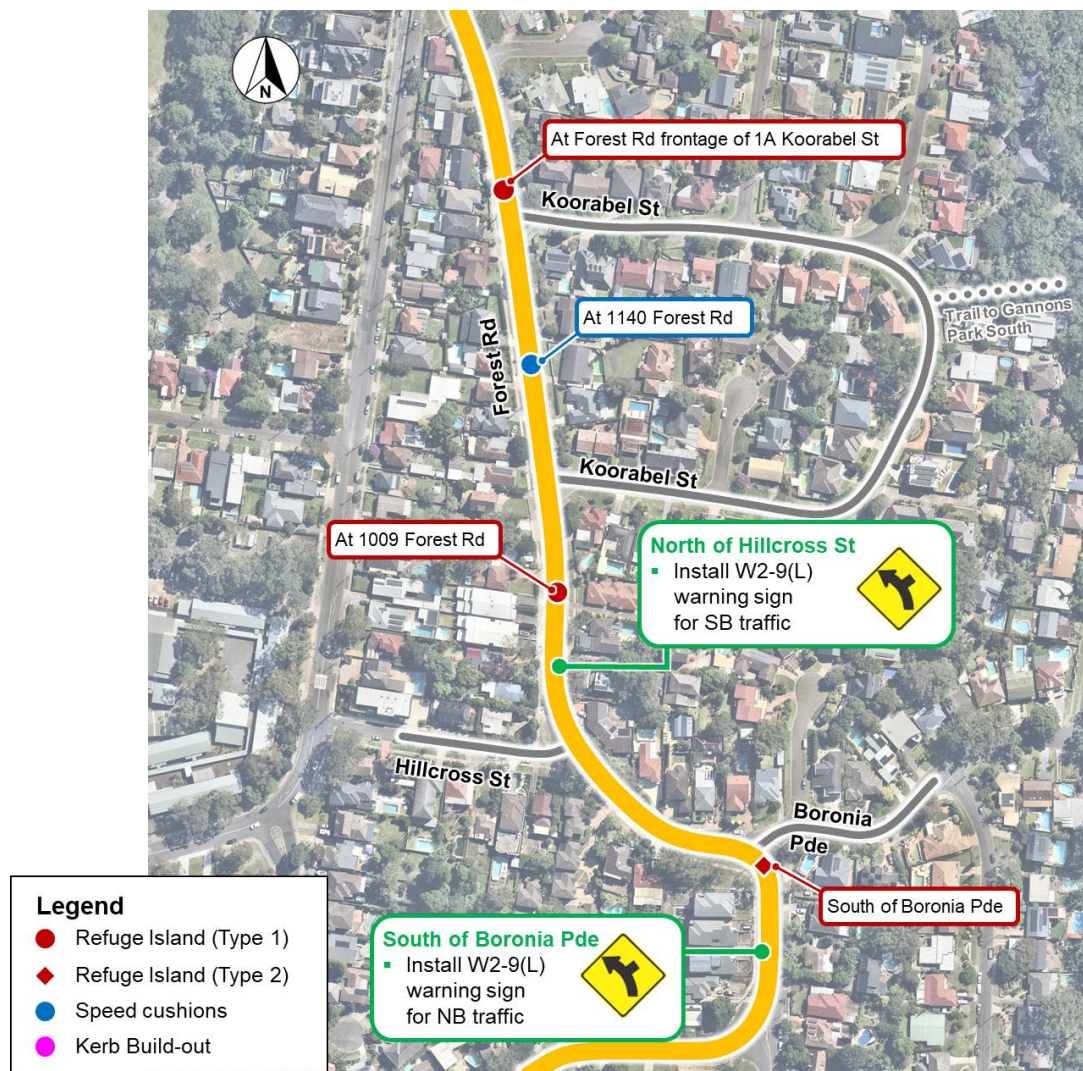 N
At Forest Rd frontage of 1A Koorabel St
Koorabel St
Trail to Gannons
Park South
At 1140 Forest Rd
Forest Rd
Koorabel St
At 1009 Forest Rd
North of Hillcross St
▪ Install W2-9(L)
warning sign
for SB traffic
Hillcross St
Boronia
Pde
South of Boronia Pde
South of Boronia Pde
▪ Install W2-9(L)
warning sign
for NB traffic
Legend
Refuge Island (Type 1)
Refuge Island (Type 2)
Speed cushions
Kerb Build-out